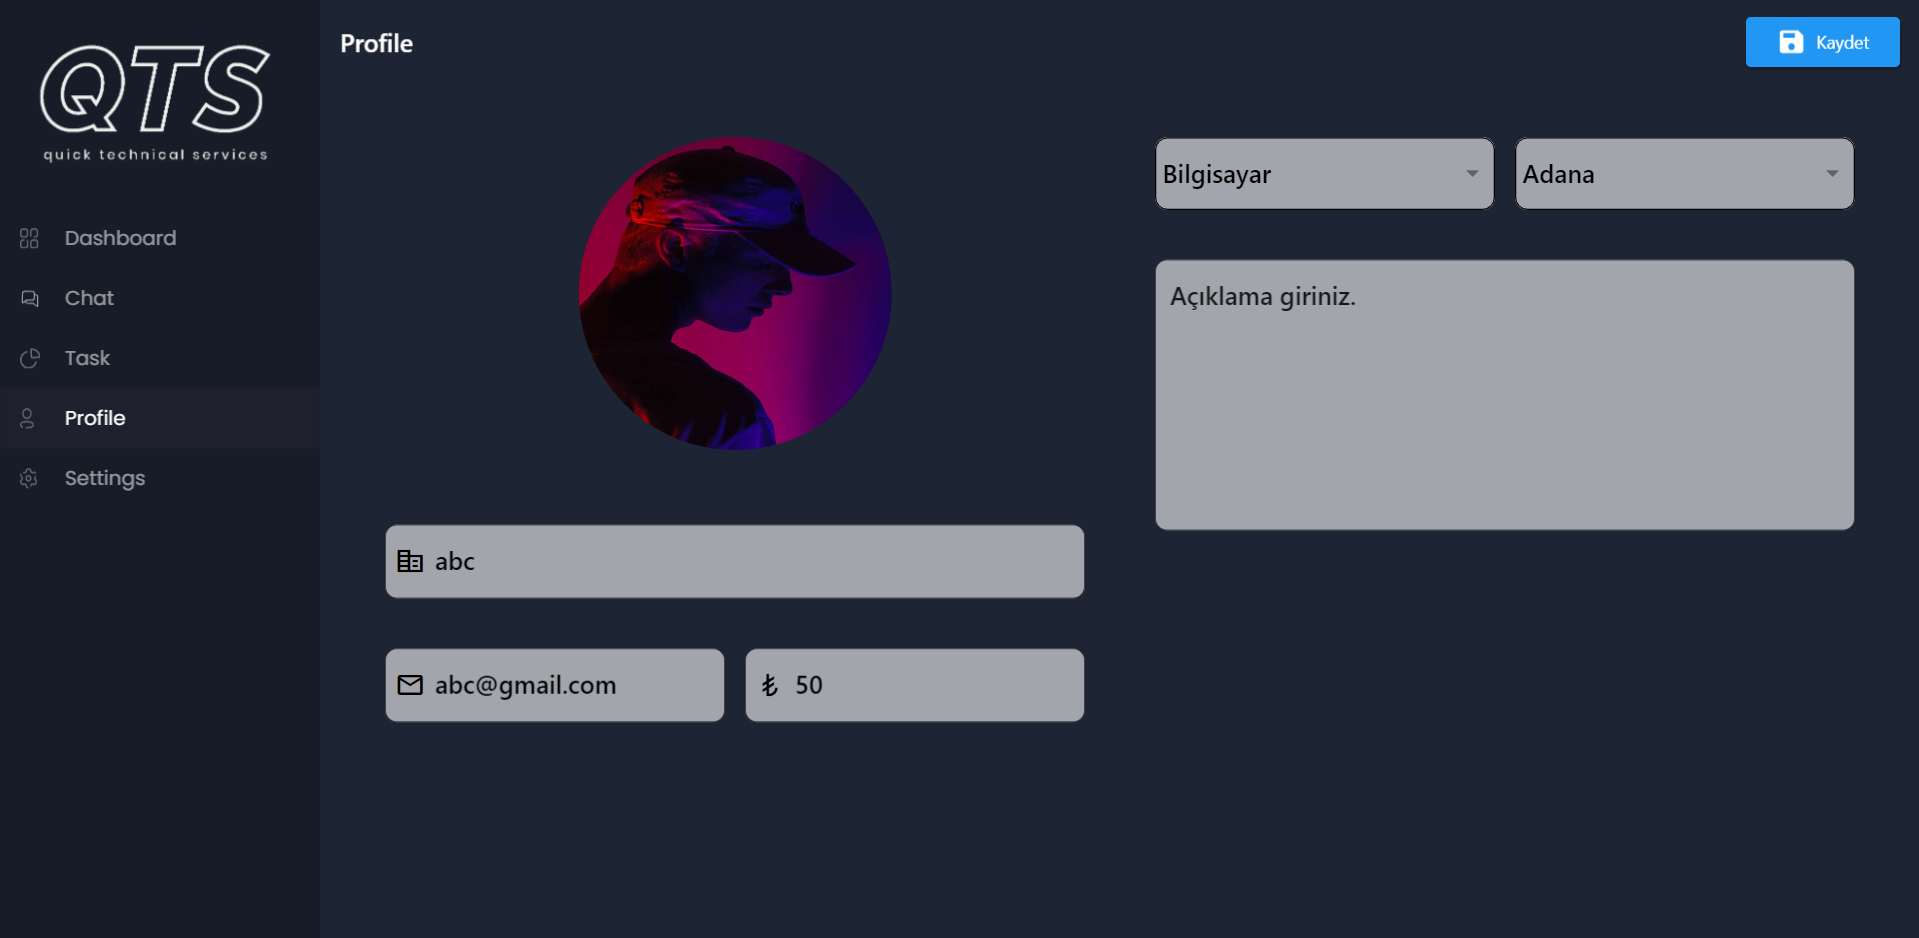 QTS
quick technical services
Dashboard
Chat
Task
Profile
Settings
Profile
Kaydet
abc
abc@gmail.com
₺ 50
Bilgisayar
Adana
Açıklama giriniz.